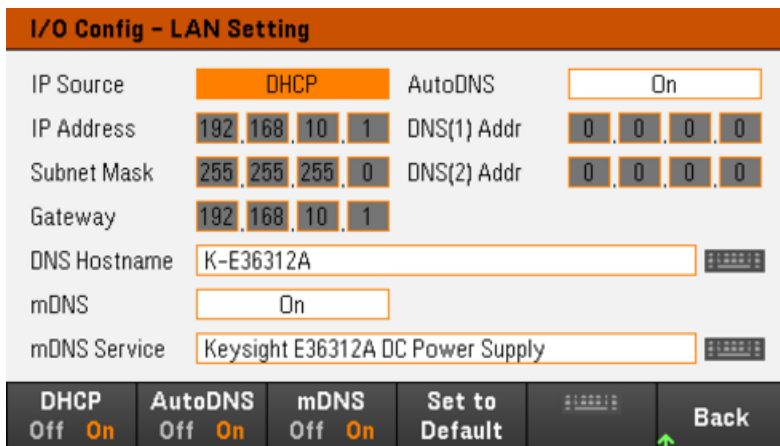 I/O Config - LAN Setting
IP Source DHCP AutoDNS On
IP Address 192.168.10.1 DNS(1) Addr 0.0.0.0
Subnet Mask 255.255.255.0 DNS(2) Addr 0.0.0.0
Gateway 192.168.10.1
DNS Hostname K-E36312A
mDNS On
mDNS Service Keysight E36312A DC Power Supply
DHCP AutoDNS mDNS Set to
Off On Off On Off On Default Back